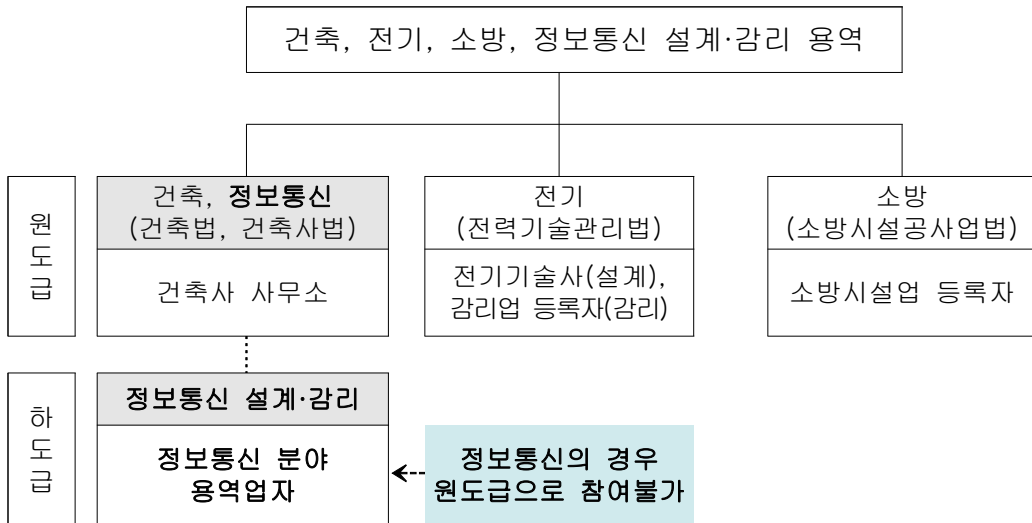 건축, 전기, 소방, 정보통신 설계·감리 용역
원도급
건축, 정보통신
(건축법, 건축사법)
건축사 사무소
전기
(전력기술관리법)
전기기술사(설계),
감리업 등록자(감리)
소방
(소방시설공사업법)
소방시설업 등록자
하도급
정보통신 설계·감리
정보통신 분야
용역업자
정보통신의 경우
원도급으로 참여불가